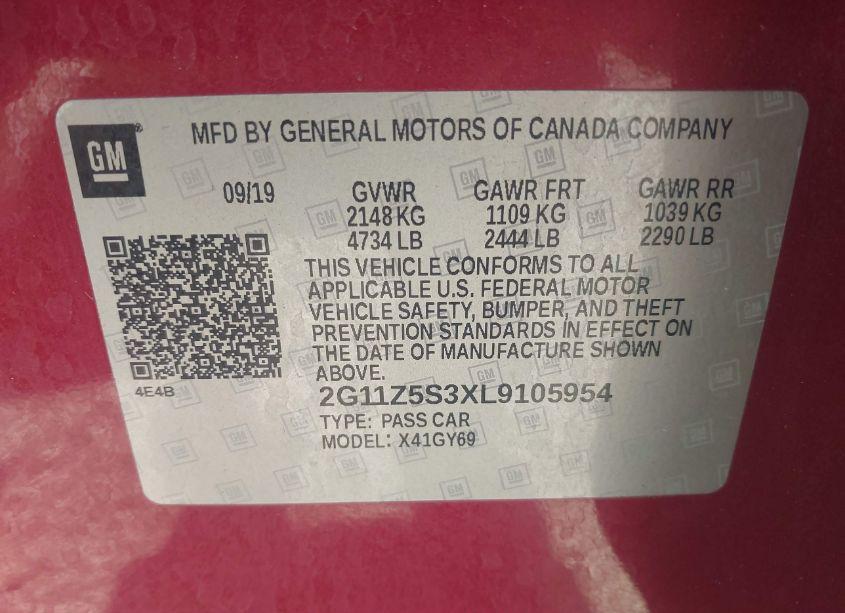 GM
MFD BY GENERAL MOTORS OF CANADA COMPANY
09/19 GVWR GAWR FRT GAWR RR
2148 KG 1109 KG 1039 KG
4734 LB 2444 LB 2290 LB
THIS VEHICLE CONFORMS TO ALL
APPLICABLE U.S. FEDERAL MOTOR
VEHICLE SAFETY, BUMPER, AND THEFT
PREVENTION STANDARDS IN EFFECT ON
THE DATE OF MANUFACTURE SHOWN
ABOVE.
4E4B
2G11Z5S3XL9105954
TYPE: PASS CAR
MODEL: X41GY69